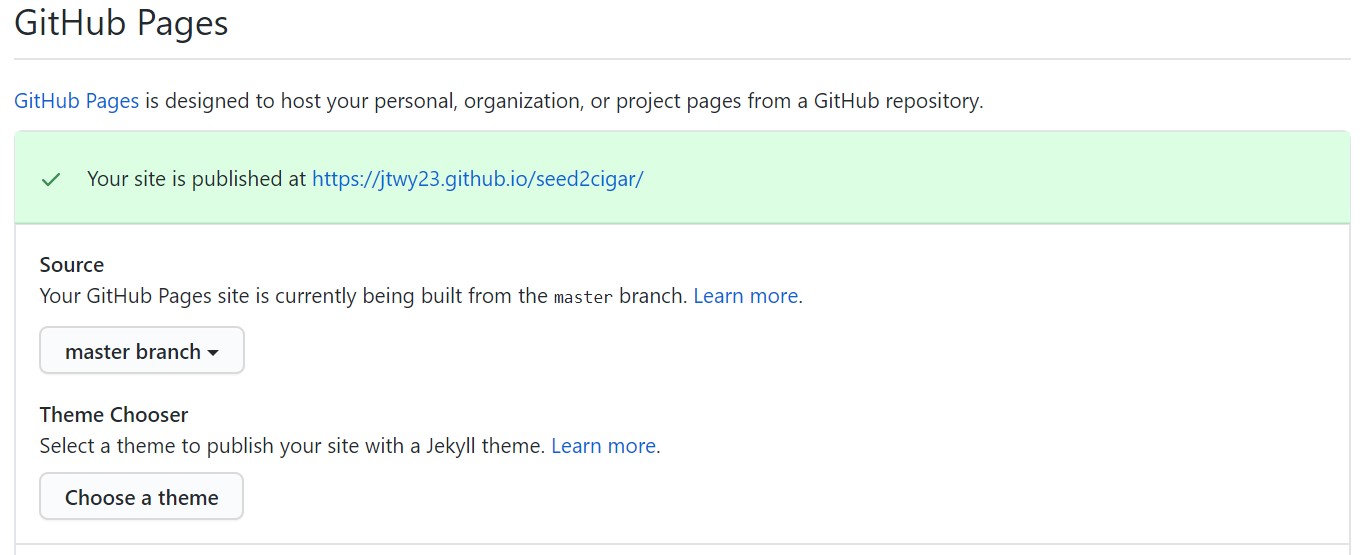 GitHub Pages
GitHub Pages is designed to host your personal, organization, or project pages from a GitHub repository.
Your site is published at https://jtwy23.github.io/seed2cigar/
Source
Your GitHub Pages site is currently being built from the master branch. Learn more.
master branch
Theme Chooser
Select a theme to publish your site with a Jekyll theme. Learn more.
Choose a theme